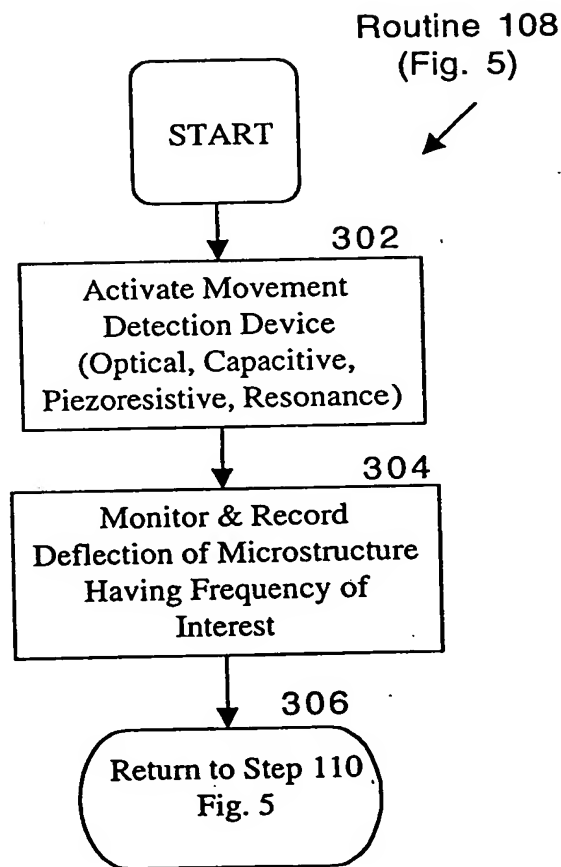 Routine 108
(Fig. 5)
START
302
Activate Movement
Detection Device
(Optical, Capacitive,
Piezoresistive, Resonance)
304
Monitor & Record
Deflection of Microstructure
Having Frequency of
Interest
306
Return to Step 110
Fig. 5